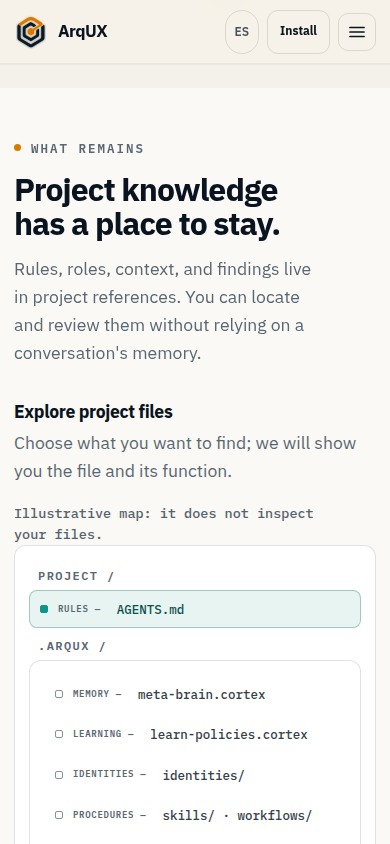 ArqUX
ES
Install
WHAT REMAINS
Project knowledge
has a place to stay.
Rules, roles, context, and findings live
in project references. You can locate
and review them without relying on a
conversation's memory.
Explore project files
Choose what you want to find; we will show
you the file and its function.
Illustrative map: it does not inspect
your files.
PROJECT /
RULES — AGENTS.md
.ARQUX /
MEMORY — meta-brain.cortex
LEARNING — learn-policies.cortex
IDENTITIES — identities/
PROCEDURES — skills/ · workflows/